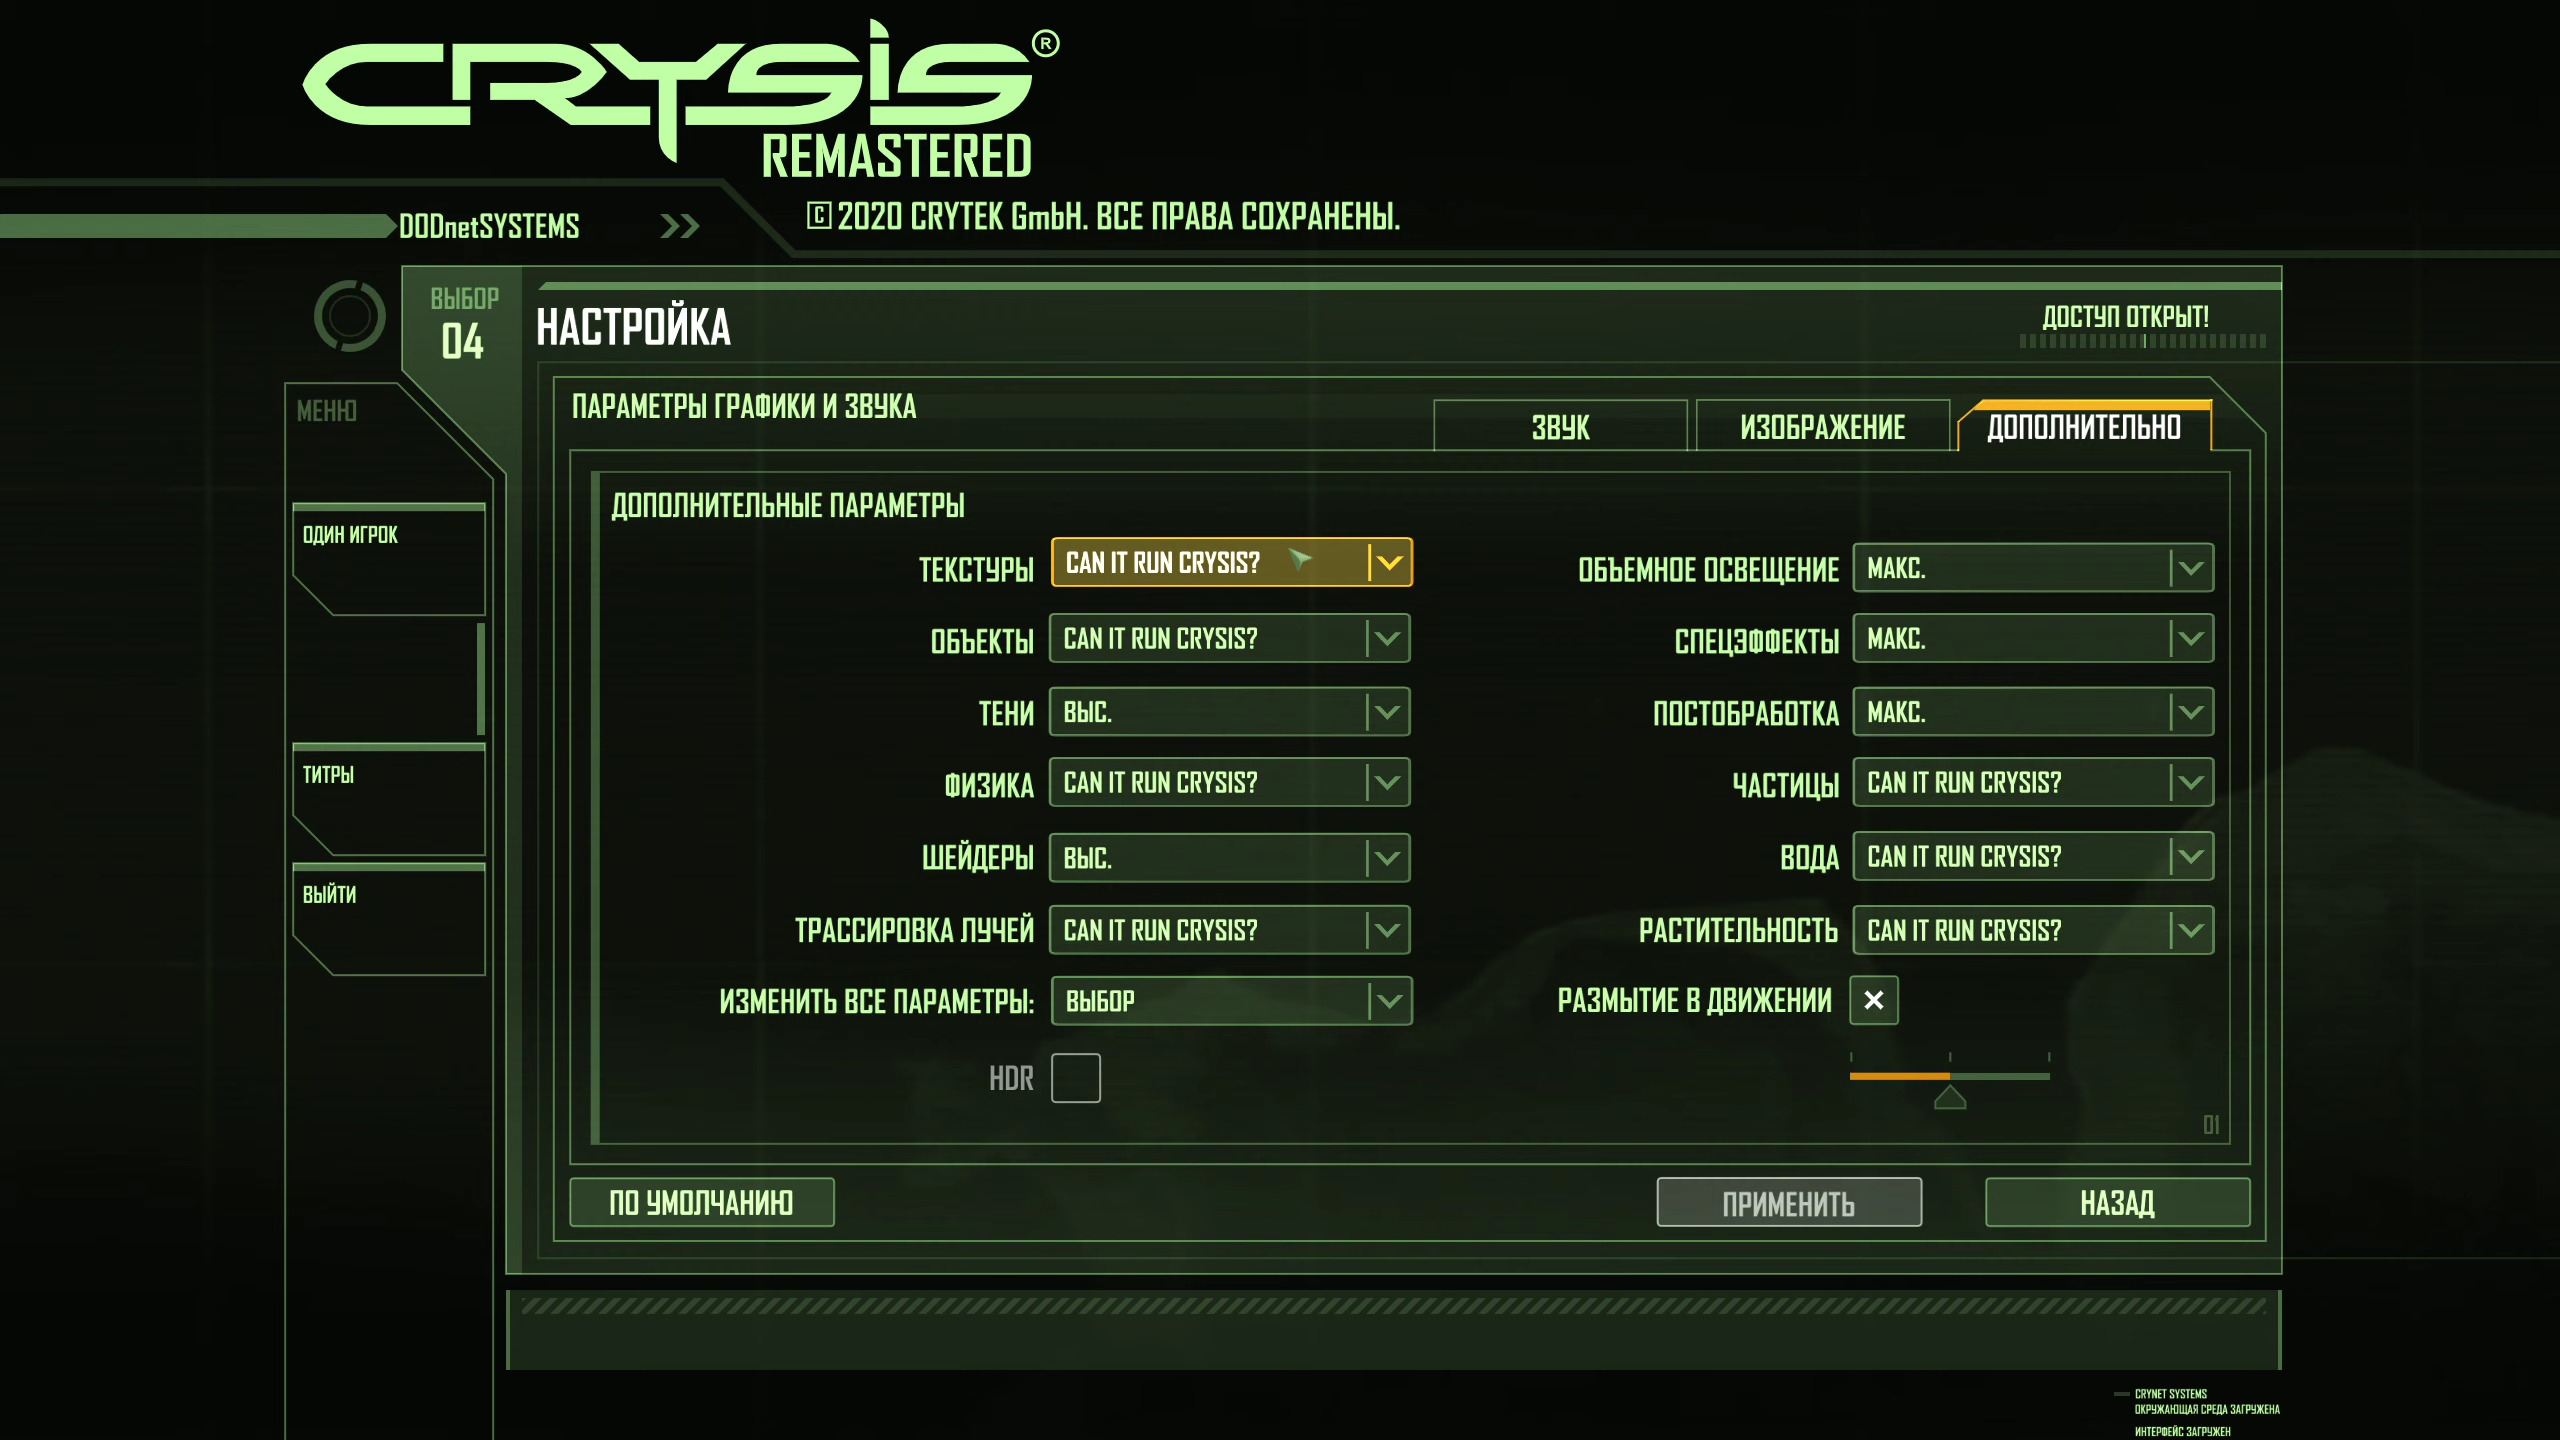 CRYSIS®
REMASTERED
DODnetSYSTEMS
© 2020 CRYTEK GmbH. ВСЕ ПРАВА СОХРАНЕНЫ.
ВЫБОР
04
НАСТРОЙКА
ДОСТУП ОТКРЫТ!
МЕНЮ
ОДИН ИГРОК
ТИТРЫ
ВЫЙТИ
ПАРАМЕТРЫ ГРАФИКИ И ЗВУКА
ЗВУК
ИЗОБРАЖЕНИЕ
ДОПОЛНИТЕЛЬНО
ДОПОЛНИТЕЛЬНЫЕ ПАРАМЕТРЫ
ТЕКСТУРЫ CAN IT RUN CRYSIS?
ОБЪЕКТЫ CAN IT RUN CRYSIS?
ТЕНИ ВЫС.
ФИЗИКА CAN IT RUN CRYSIS?
ШЕЙДЕРЫ ВЫС.
ТРАССИРОВКА ЛУЧЕЙ CAN IT RUN CRYSIS?
ИЗМЕНИТЬ ВСЕ ПАРАМЕТРЫ: ВЫБОР
HDR
ОБЪЕМНОЕ ОСВЕЩЕНИЕ МАКС.
СПЕЦЭФФЕКТЫ МАКС.
ПОСТОБРАБОТКА МАКС.
ЧАСТИЦЫ CAN IT RUN CRYSIS?
ВОДА CAN IT RUN CRYSIS?
РАСТИТЕЛЬНОСТЬ CAN IT RUN CRYSIS?
РАЗМЫТИЕ В ДВИЖЕНИИ
01
ПО УМОЛЧАНИЮ
ПРИМЕНИТЬ
НАЗАД
CRYNET SYSTEMS
ОКРУЖАЮЩАЯ СРЕДА ЗАГРУЖЕНА
ИНТЕРФЕЙС ЗАГРУЖЕН